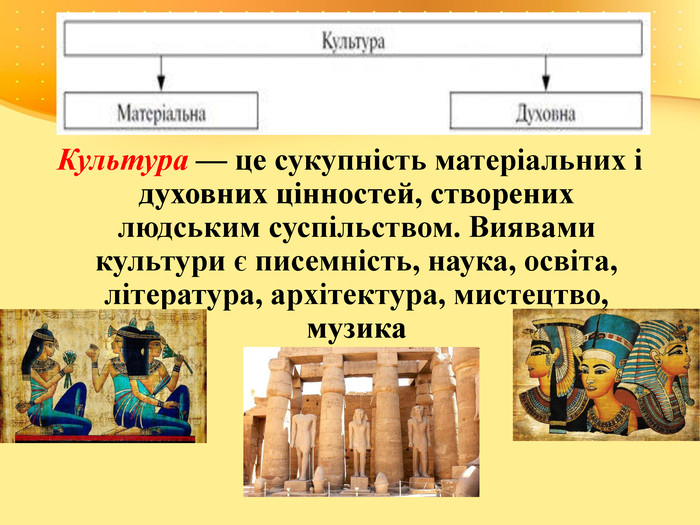 Культура
Матеріальна
Духовна
Культура — це сукупність матеріальних і
духовних цінностей, створених
людським суспільством. Виявами
культури є писемність, наука, освіта,
література, архітектура, мистецтво,
музика